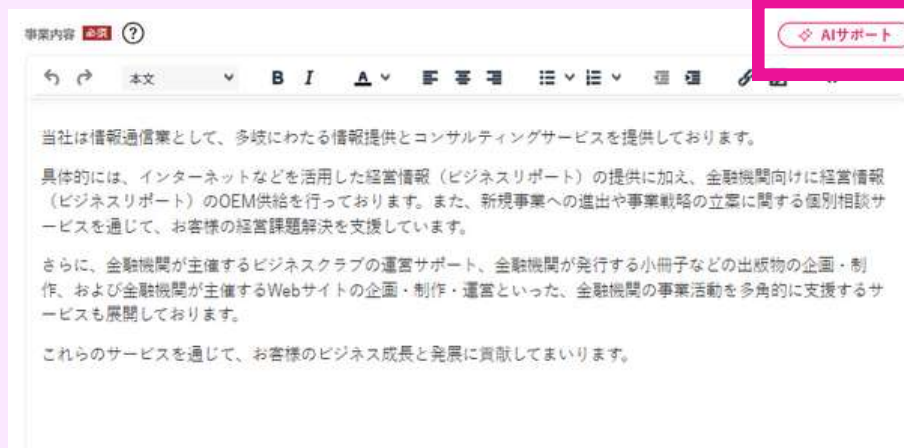 事業内容 必須 ?
AIサポート
本文 B I A
当社は情報通信業として、多岐にわたる情報提供とコンサルティングサービスを提供しております。
具体的には、インターネットなどを活用した経営情報（ビジネスリポート）の提供に加え、金融機関向けに経営情報
（ビジネスリポート）のOEM供給を行っております。また、新規事業への進出や事業戦略の立案に関する個別相談サ
ービスを通じて、お客様の経営課題解決を支援しています。
さらに、金融機関が主催するビジネスクラブの運営サポート、金融機関が発行する小冊子などの出版物の企画・制
作、および金融機関が主催するWebサイトの企画・制作・運営といった、金融機関の事業活動を多角的に支援するサ
ービスも展開しております。
これらのサービスを通じて、お客様のビジネス成長と発展に貢献してまいります。